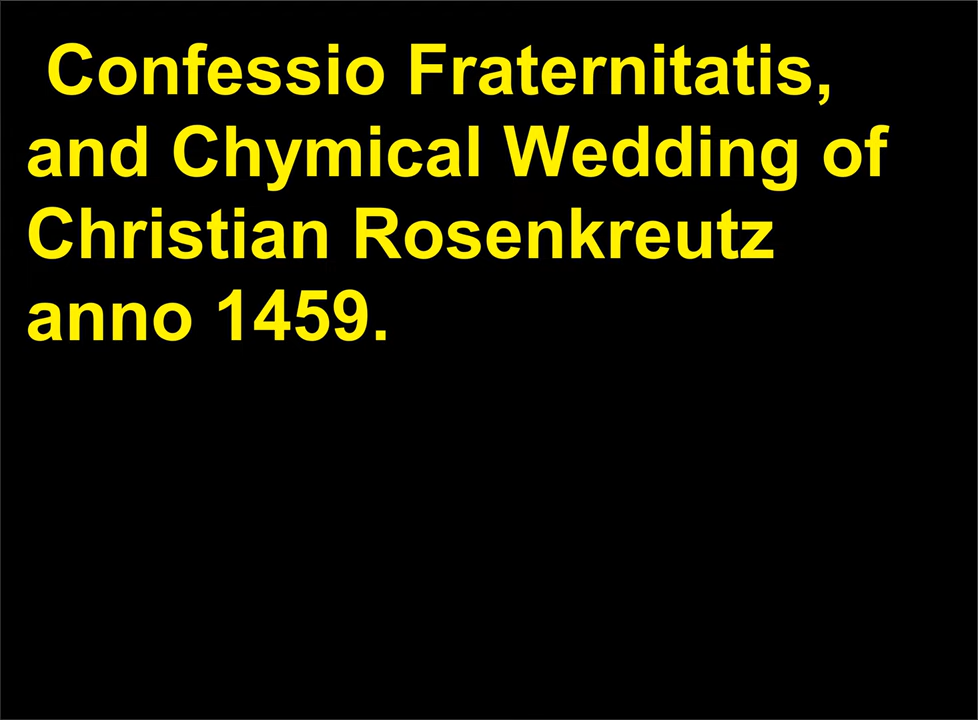 Confessio Fraternitatis,
and Chymical Wedding of
Christian Rosenkreutz
anno 1459.